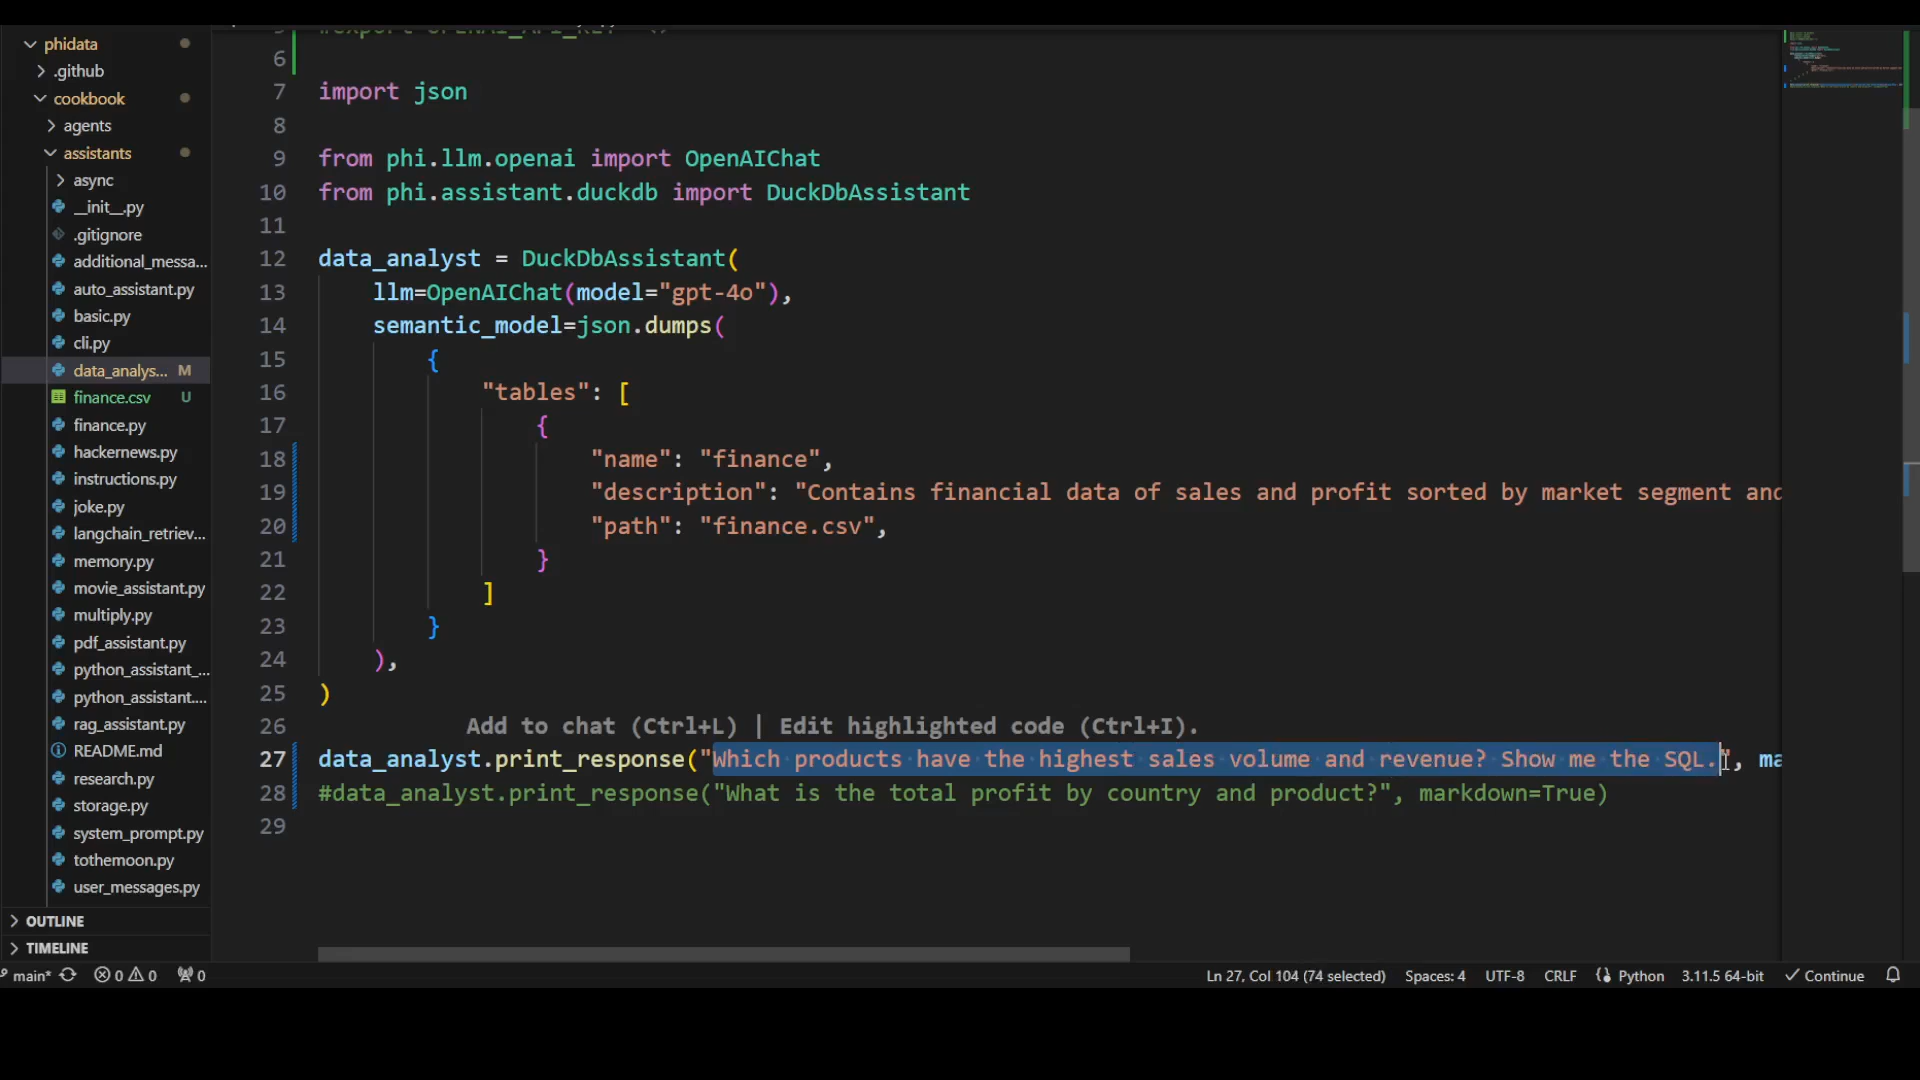 phidata
.github
cookbook
agents
assistants
async
__init__.py
.gitignore
additional_messa...
auto_assistant.py
basic.py
cli.py
data_analys... M
finance.csv U
finance.py
hackernews.py
instructions.py
joke.py
langchain_retriev...
memory.py
movie_assistant.py
multiply.py
pdf_assistant.py
python_assistant_...
python_assistant....
rag_assistant.py
README.md
research.py
storage.py
system_prompt.py
tothemoon.py
user_messages.py
OUTLINE
TIMELINE
6
7 import json
8
9 from phi.llm.openai import OpenAIChat
10 from phi.assistant.duckdb import DuckDbAssistant
11
12 data_analyst = DuckDbAssistant(
13 llm=OpenAIChat(model="gpt-4o"),
14 semantic_model=json.dumps(
15 {
16 "tables": [
17 {
18 "name": "finance",
19 "description": "Contains financial data of sales and profit sorted by market segment and
20 "path": "finance.csv",
21 }
22 ]
23 }
24 ),
25 )
26 Add to chat (Ctrl+L) | Edit highlighted code (Ctrl+I).
27 data_analyst.print_response("Which products have the highest sales volume and revenue? Show me the SQL.", ma
28 #data_analyst.print_response("What is the total profit by country and product?", markdown=True)
29
main* 0 0 0 Ln 27, Col 104 (74 selected) Spaces: 4 UTF-8 CRLF Python 3.11.5 64-bit Continue